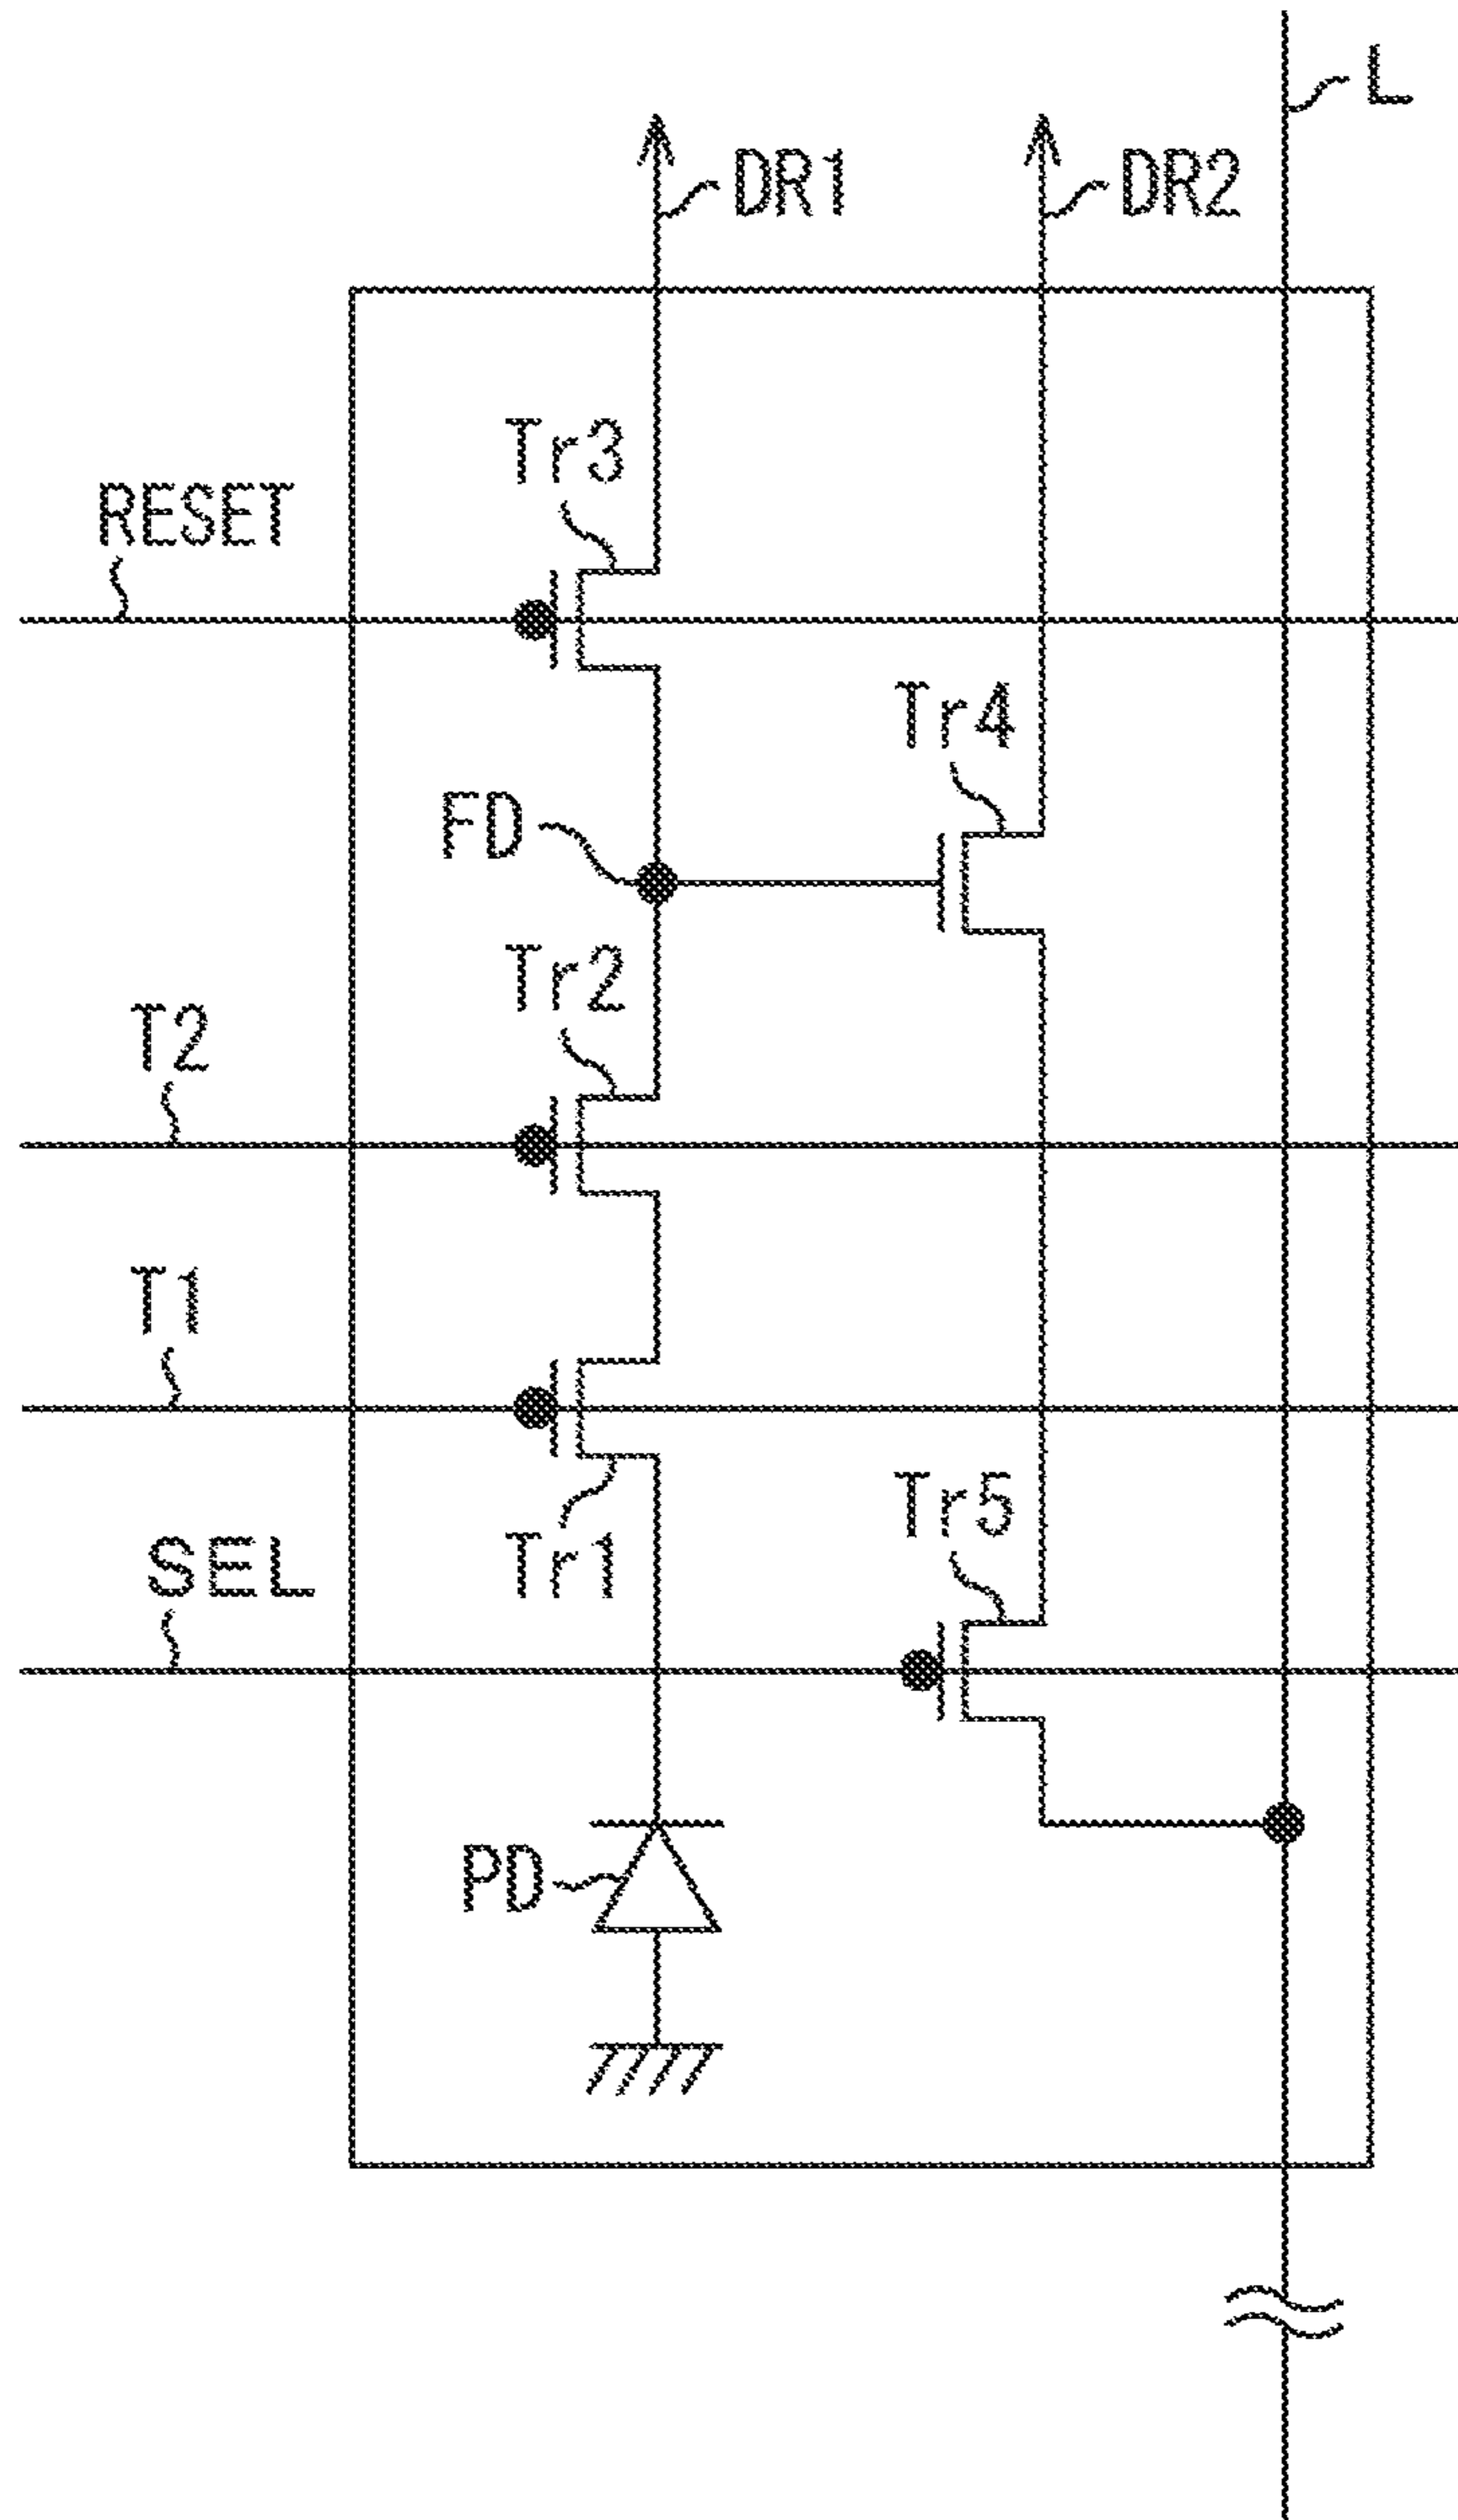 L
DR1
DR2
Tr3
RESET
Tr4
FD
Tr2
T2
T1
Tr5
SEL
Tr1
PD